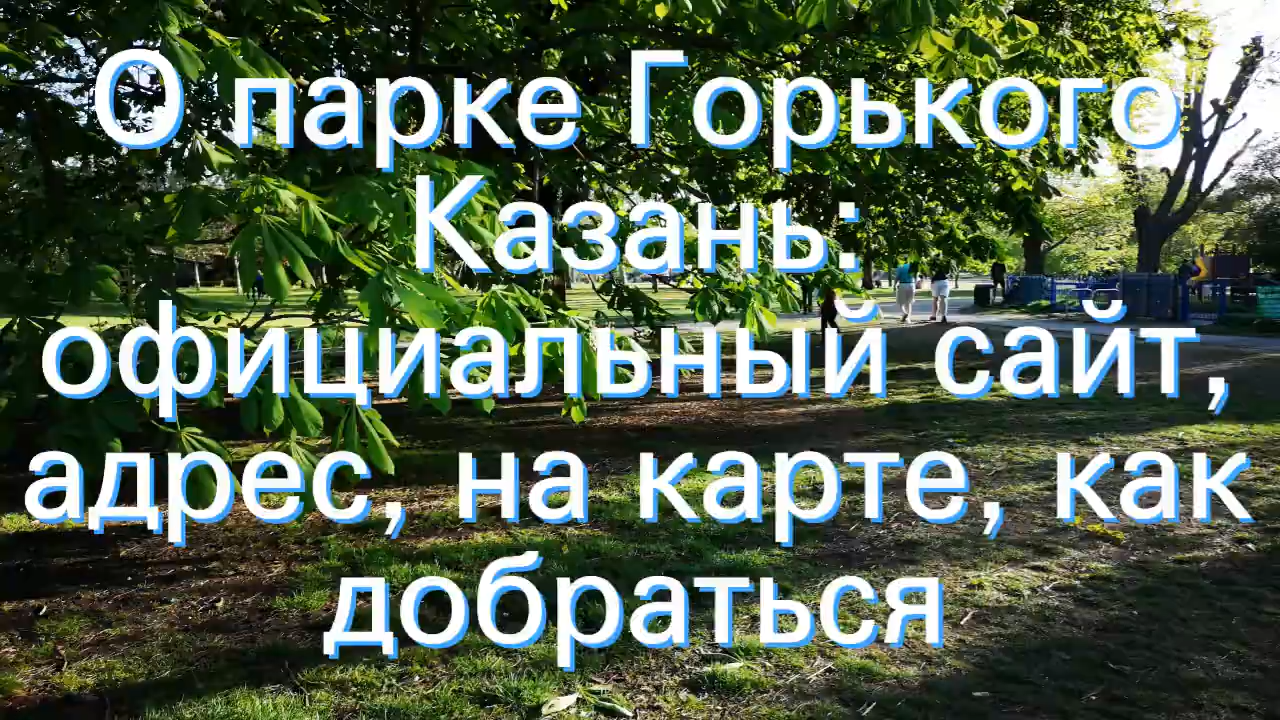 О парке Горького
Казань:
официальный сайт,
адрес, на карте, как
добраться